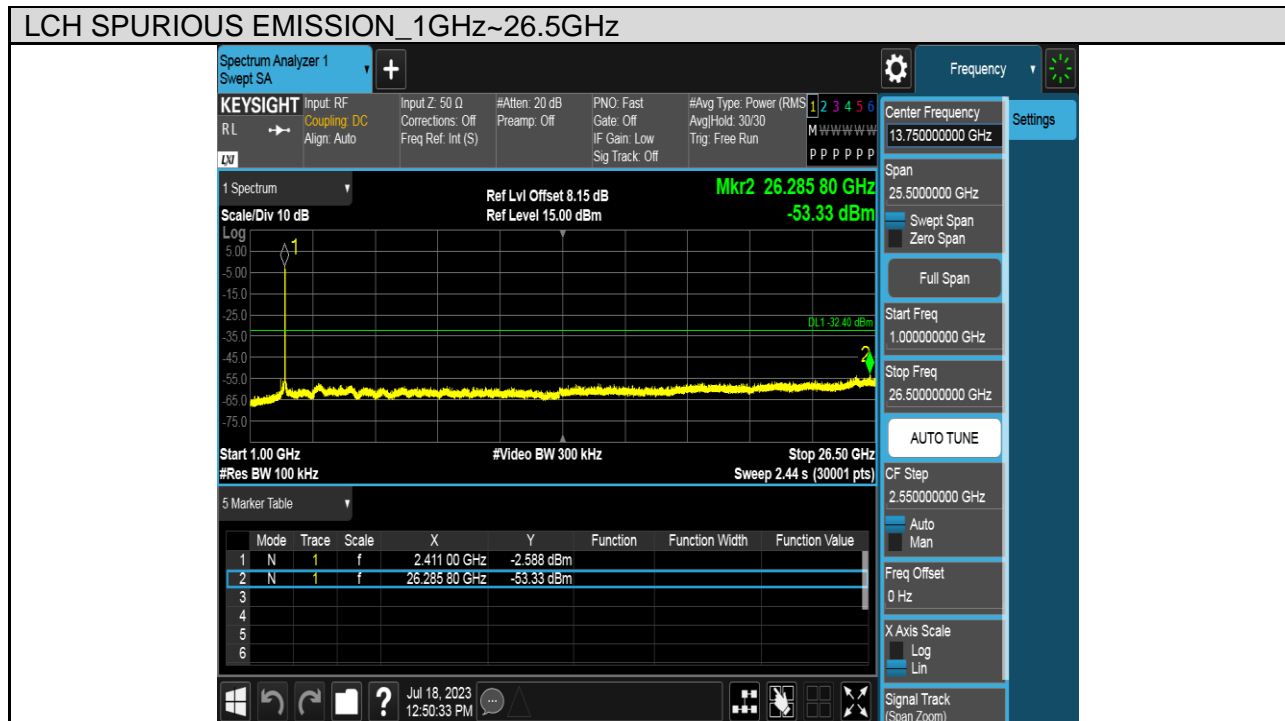 LCH SPURIOUS EMISSION_1GHz~26.5GHz
Spectrum Analyzer 1
Swept SA
Frequency
KEYSIGHT
RL
LXI
Input: RF
Coupling: DC
Align: Auto
Input Z: 50 Ω
Corrections: Off
Freq Ref: Int (S)
#Atten: 20 dB
Preamp: Off
PNO: Fast
Gate: Off
IF Gain: Low
Sig Track: Off
#Avg Type: Power (RMS
Avg|Hold: 30/30
Trig: Free Run
1 2 3 4 5 6
M W W W W W
P P P P P P
1 Spectrum
Scale/Div 10 dB
Ref Lvl Offset 8.15 dB
Ref Level 15.00 dBm
Mkr2 26.285 80 GHz
-53.33 dBm
Log
5.00
-5.00
-15.0
-25.0
-35.0
-45.0
-55.0
-65.0
-75.0
1
DL1 -32.40 dBm
2
Start 1.00 GHz
#Res BW 100 kHz
#Video BW 300 kHz
Stop 26.50 GHz
Sweep 2.44 s (30001 pts)
5 Marker Table
Mode Trace Scale X Y Function Function Width Function Value
1 N 1 f 2.411 00 GHz -2.588 dBm
2 N 1 f 26.285 80 GHz -53.33 dBm
3
4
5
6
?
Jul 18, 2023
12:50:33 PM
Center Frequency
13.750000000 GHz
Settings
Span
25.5000000 GHz
Swept Span
Zero Span
Full Span
Start Freq
1.000000000 GHz
Stop Freq
26.500000000 GHz
AUTO TUNE
CF Step
2.550000000 GHz
Auto
Man
Freq Offset
0 Hz
X Axis Scale
Log
Lin
Signal Track
(Span Zoom)